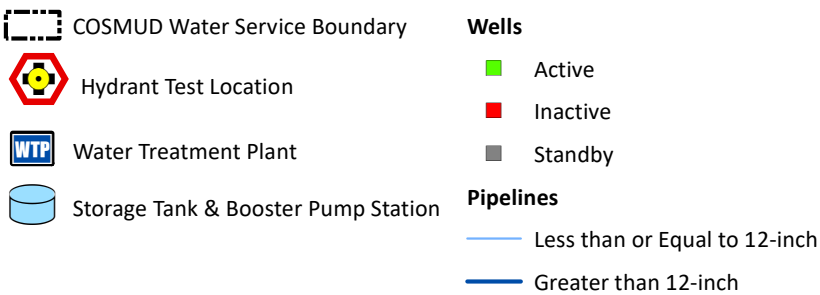 COSMUD Water Service Boundary
Hydrant Test Location
WTP
Water Treatment Plant
Storage Tank & Booster Pump Station
Wells
Active
Inactive
Standby
Pipelines
Less than or Equal to 12-inch
Greater than 12-inch